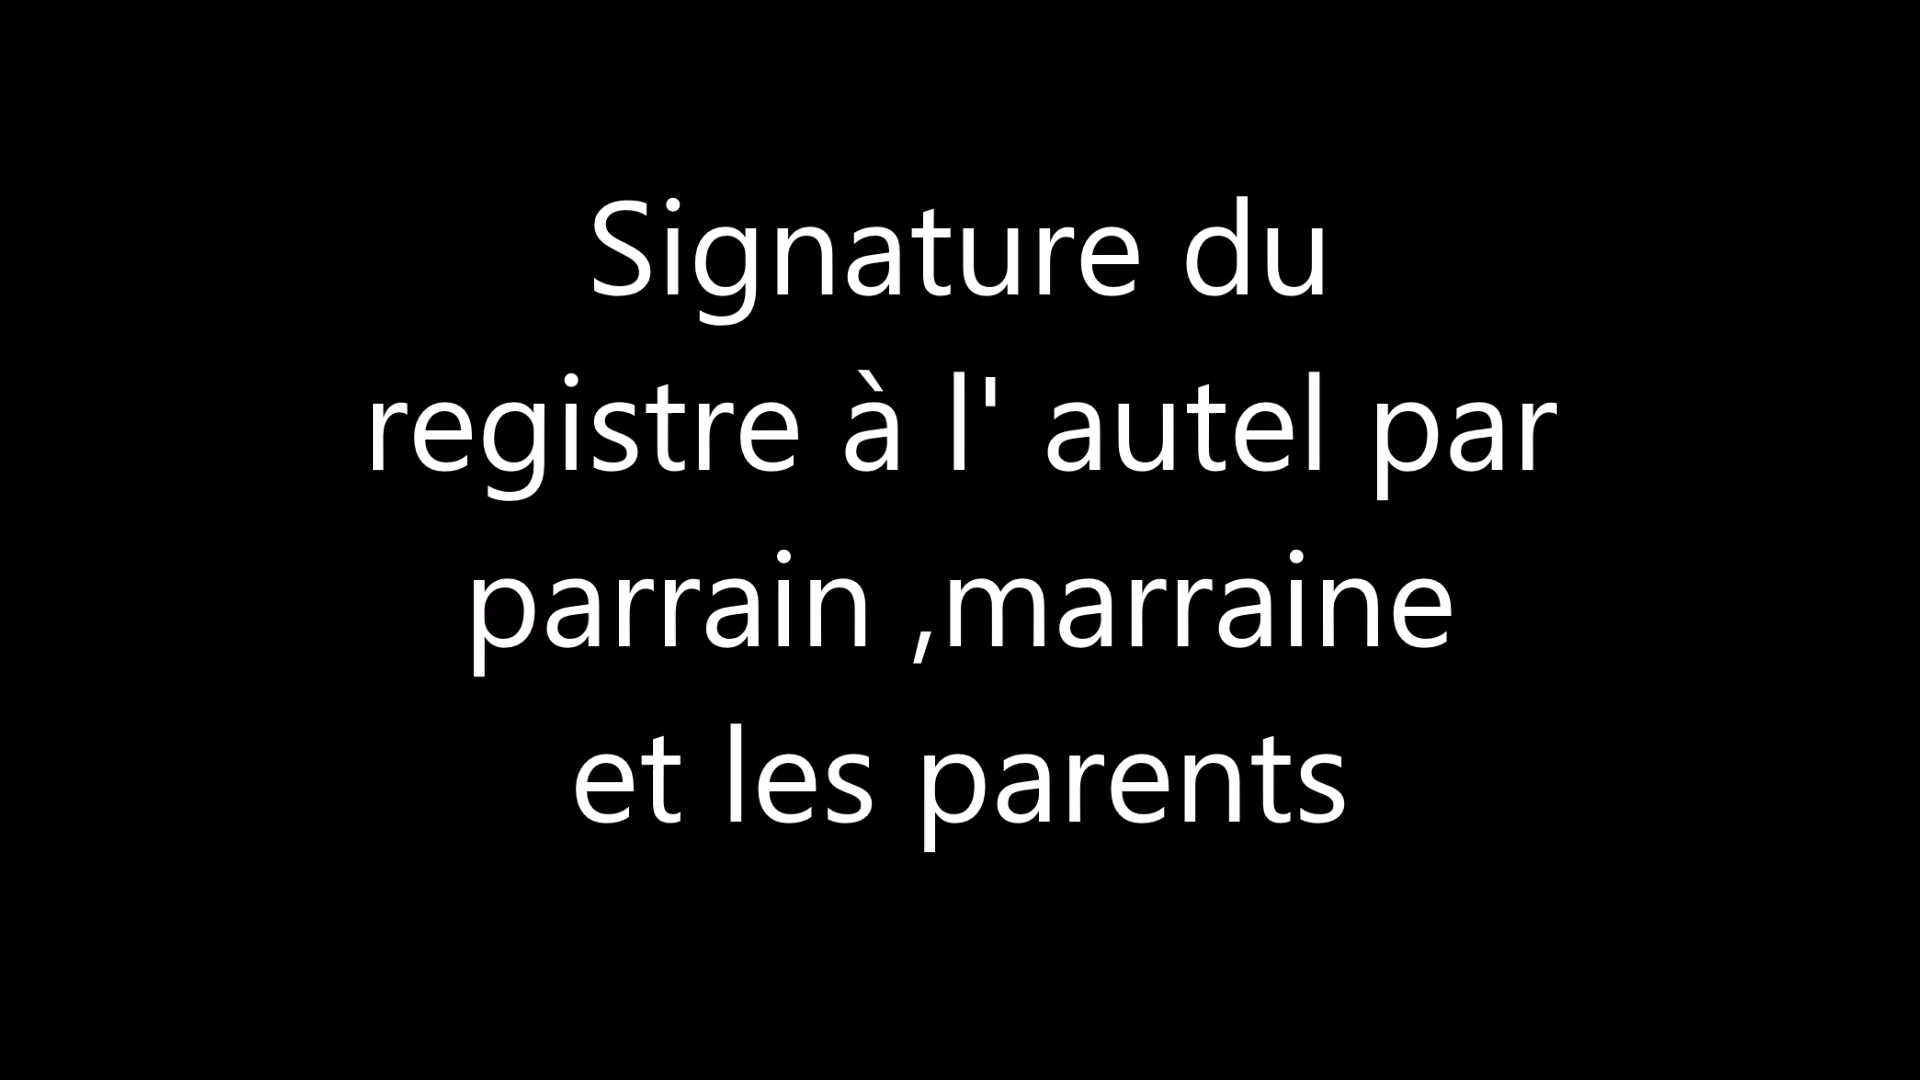 Signature du
registre à l' autel par
parrain ,marraine
et les parents